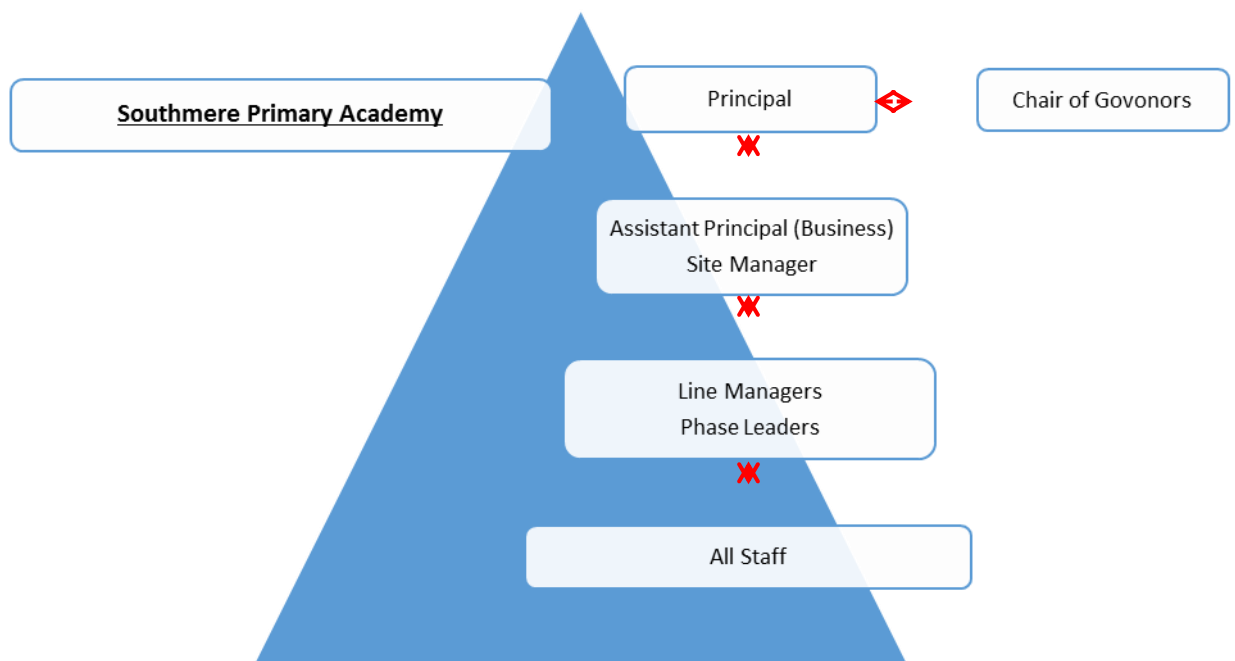 Southmere Primary Academy
Principal
Chair of Govonors
Assistant Principal (Business)
Site Manager
Line Managers
Phase Leaders
All Staff